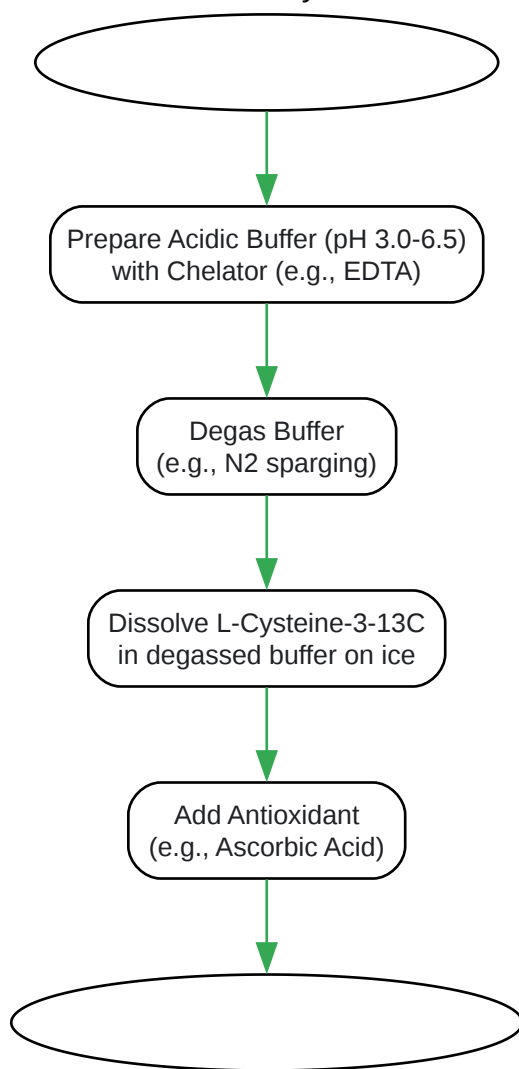 Prepare Acidic Buffer (pH 3.0-6.5)
with Chelator (e.g., EDTA)
Degas Buffer
(e.g., N2 sparging)
Dissolve L-Cysteine-3-13C
in degassed buffer on ice
Add Antioxidant
(e.g., Ascorbic Acid)